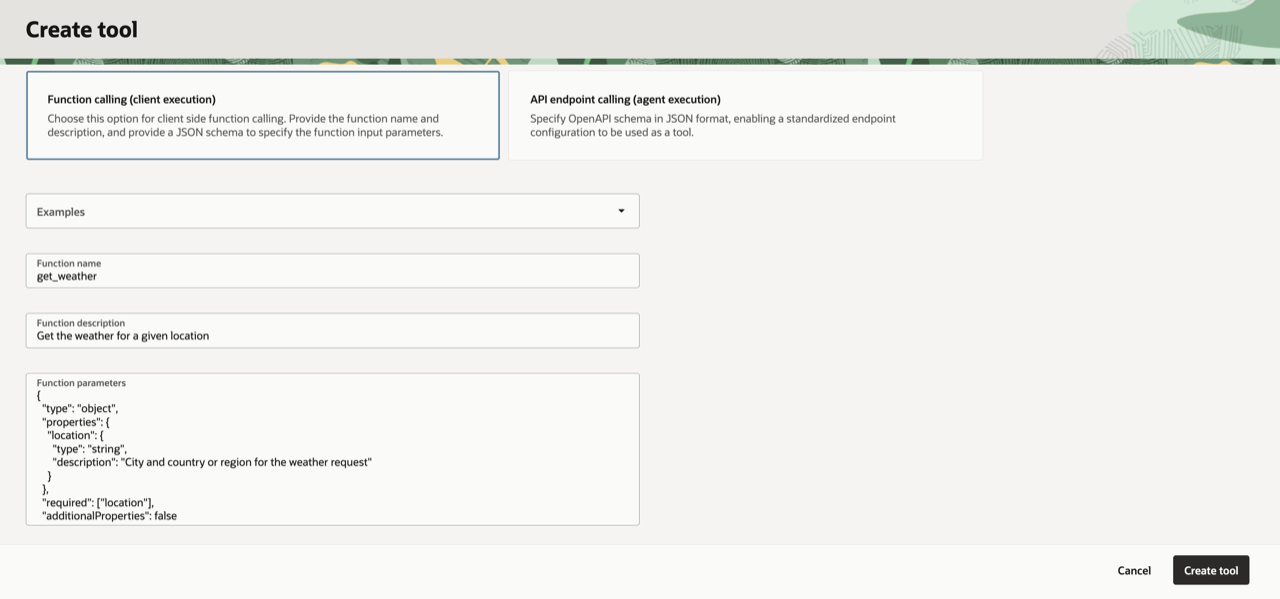 Create tool
Function calling (client execution)
Choose this option for client side function calling. Provide the function name and
description, and provide a JSON schema to specify the function input parameters.
API endpoint calling (agent execution)
Specify OpenAPI schema in JSON format, enabling a standardized endpoint
configuration to be used as a tool.
Examples
Function name
get_weather
Function description
Get the weather for a given location
Function parameters
{
"type": "object",
"properties": {
"location": {
"type": "string",
"description": "City and country or region for the weather request"
}
},
"required": ["location"],
"additionalProperties": false
Cancel
Create tool